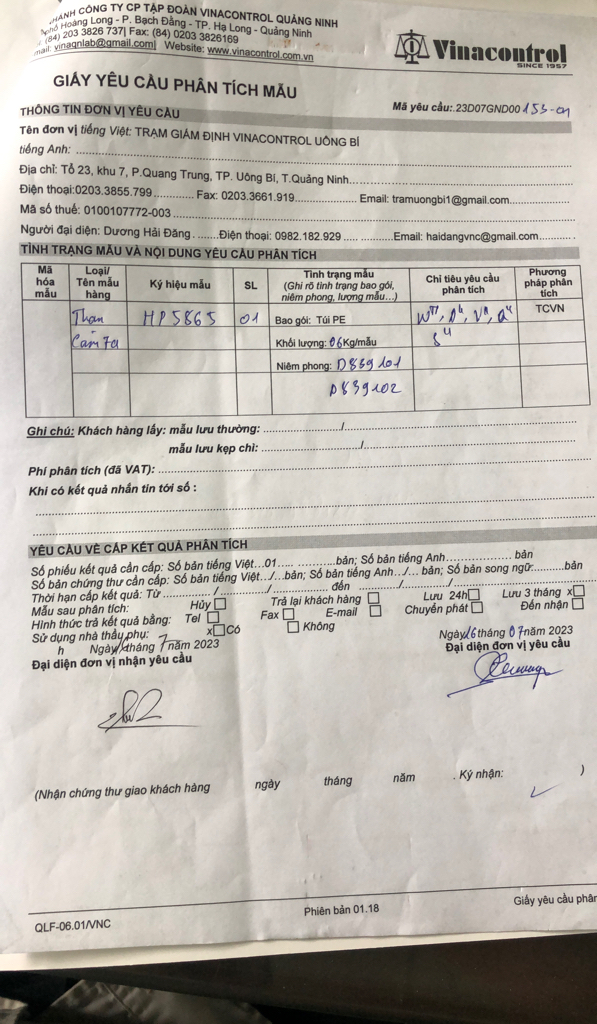 HÁNH CÔNG TY CP TẬP ĐOÀN VINACONTROL QUẢNG NINH
phố Hoàng Long - P. Bạch Đằng - TP. Hạ Long - Quảng Ninh
(84) 203 3826 737| Fax: (84) 0203 3826169
mail: vinaqnlab@gmail.com| Website: www.vinacontrol.com.vn
Vinacontrol
SINCE 1957
GIẤY YÊU CẦU PHÂN TÍCH MẪU
Mã yêu cầu:.23D07GND00153-01
THÔNG TIN ĐƠN VỊ YÊU CẦU
Tên đơn vị tiếng Việt: TRẠM GIÁM ĐỊNH VINACONTROL UÔNG BÍ
tiếng Anh:
Địa chỉ: Tổ 23, khu 7, P.Quang Trung, TP. Uông Bí, T.Quảng Ninh
Điện thoại:0203.3855.799 Fax: 0203.3661.919 Email: tramuongbi1@gmail.com
Mã số thuế: 0100107772-003
Người đại diện: Dương Hải Đăng Điện thoại: 0982.182.929 Email: haidangvnc@gmail.com
TÌNH TRẠNG MẪU VÀ NỘI DUNG YÊU CẦU PHÂN TÍCH
Mã hóa mẫu
Loại/ Tên mẫu hàng
Ký hiệu mẫu
SL
Tình trạng mẫu (Ghi rõ tình trạng bao gói, niêm phong, lượng mẫu...)
Chỉ tiêu yêu cầu phân tích
Phương pháp phân tích
Than HP5865 01 Bao gói: Túi PE TCVN
Cám 7a Khối lượng: 06Kg/mẫu
Niêm phong: D839101
D839102
Ghi chú: Khách hàng lấy: mẫu lưu thường: /
mẫu lưu kẹp chì: /
Phí phân tích (đã VAT):
Khi có kết quả nhắn tin tới số :
YÊU CẦU VỀ CẤP KẾT QUẢ PHÂN TÍCH
Số phiếu kết quả cần cấp: Số bản tiếng Việt...01... bản; Số bản tiếng Anh bản
Số bản chứng thư cần cấp: Số bản tiếng Việt.../...bản; Số bản tiếng Anh.../... bản; Số bản song ngữ bản
Thời hạn cấp kết quả: Từ / / đến / /
Mẫu sau phân tích: Hủy Trả lại khách hàng Lưu 24h Lưu 3 tháng x
Hình thức trả kết quả bằng: Tel Fax E-mail Chuyển phát Đến nhận
Sử dụng nhà thầu phụ: x Có Không
h Ngày tháng 7 năm 2023
Ngày 16 tháng 07 năm 2023
Đại diện đơn vị nhận yêu cầu
Đại diện đơn vị yêu cầu
(Nhận chứng thư giao khách hàng ngày tháng năm . Ký nhận: )
QLF-06.01/VNC
Phiên bản 01.18
Giấy yêu cầu phân